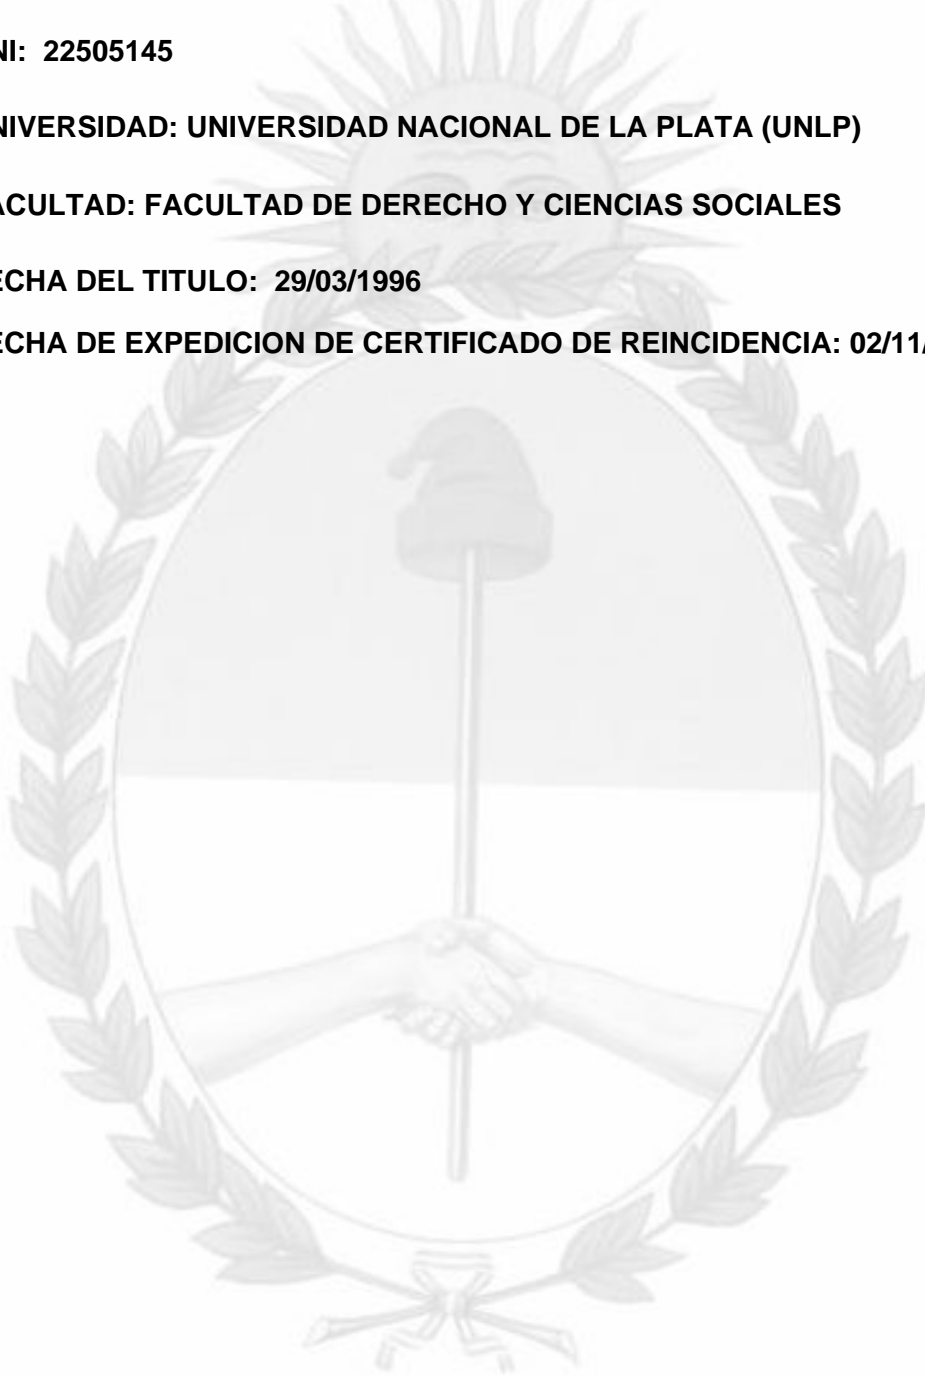 NI: 22505145
NIVERSIDAD: UNIVERSIDAD NACIONAL DE LA PLATA (UNLP)
ACULTAD: FACULTAD DE DERECHO Y CIENCIAS SOCIALES
ECHA DEL TITULO: 29/03/1996
ECHA DE EXPEDICION DE CERTIFICADO DE REINCIDENCIA: 02/11/